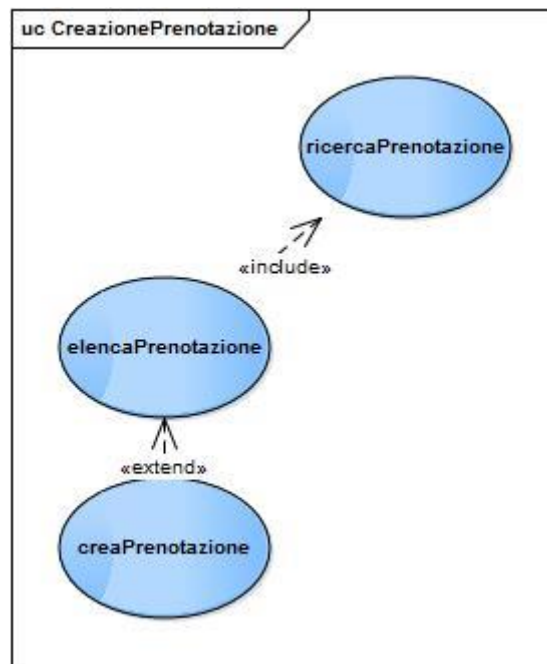 uc CreazionePrenotazione
ricercaPrenotazione
«include»
elencaPrenotazione
«extend»
creaPrenotazione